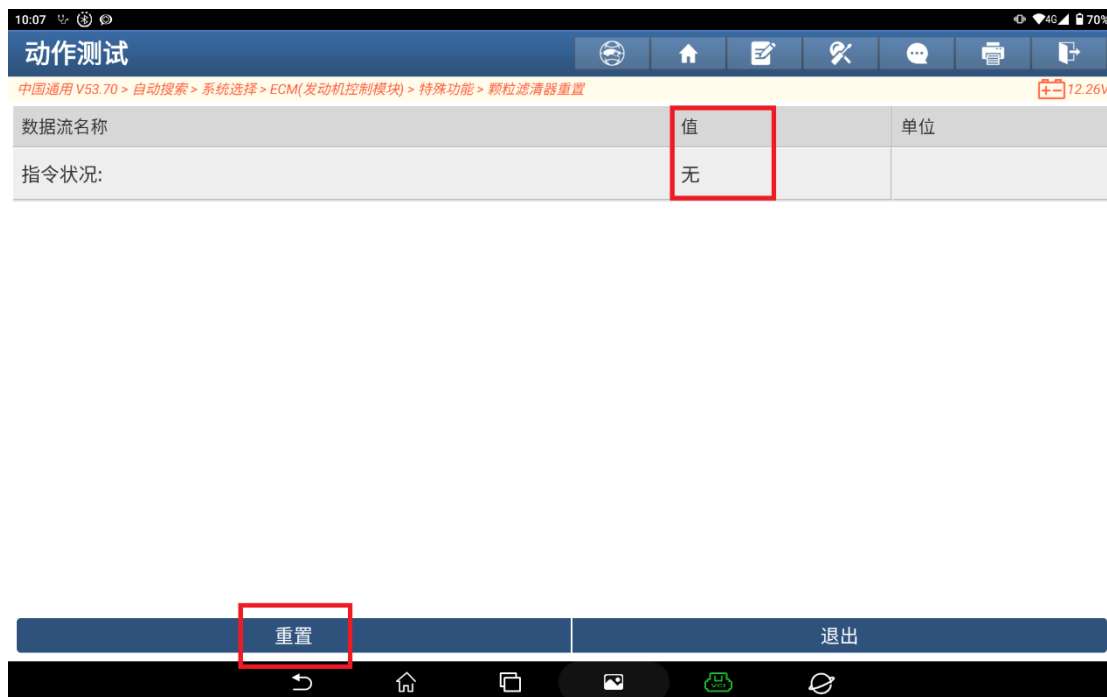 10:07 4G 70%
动作测试
中国通用 V53.70 > 自动搜索 > 系统选择 > ECM(发动机控制模块) > 特殊功能 > 颗粒滤清器重置 12.26V
数据流名称 值 单位
指令状况: 无
重置 退出
VCI